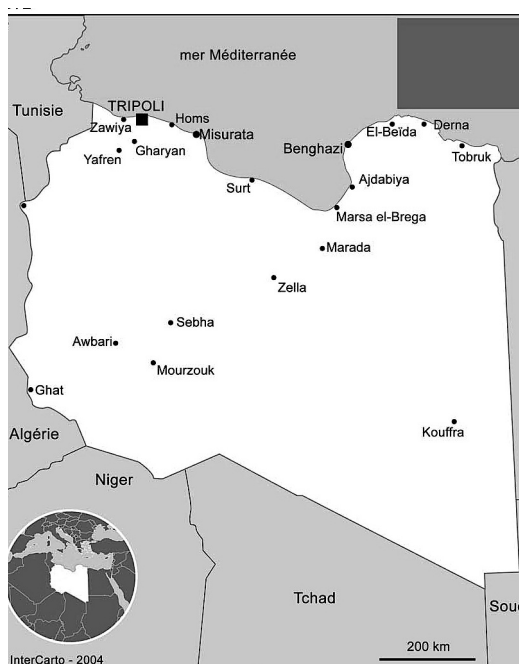 mer Méditerranée
Tunisie
TRIPOLI
Zawiya
Homs
Misurata
Yafren
Gharyan
Benghazi
El-Beïda
Derna
Tobruk
Surt
Ajdabiya
Marsa el-Brega
Marada
Zella
Sebha
Awbari
Mourzouk
Ghat
Kouffra
Algérie
Niger
Tchad
Sou
200 km
InterCarto - 2004